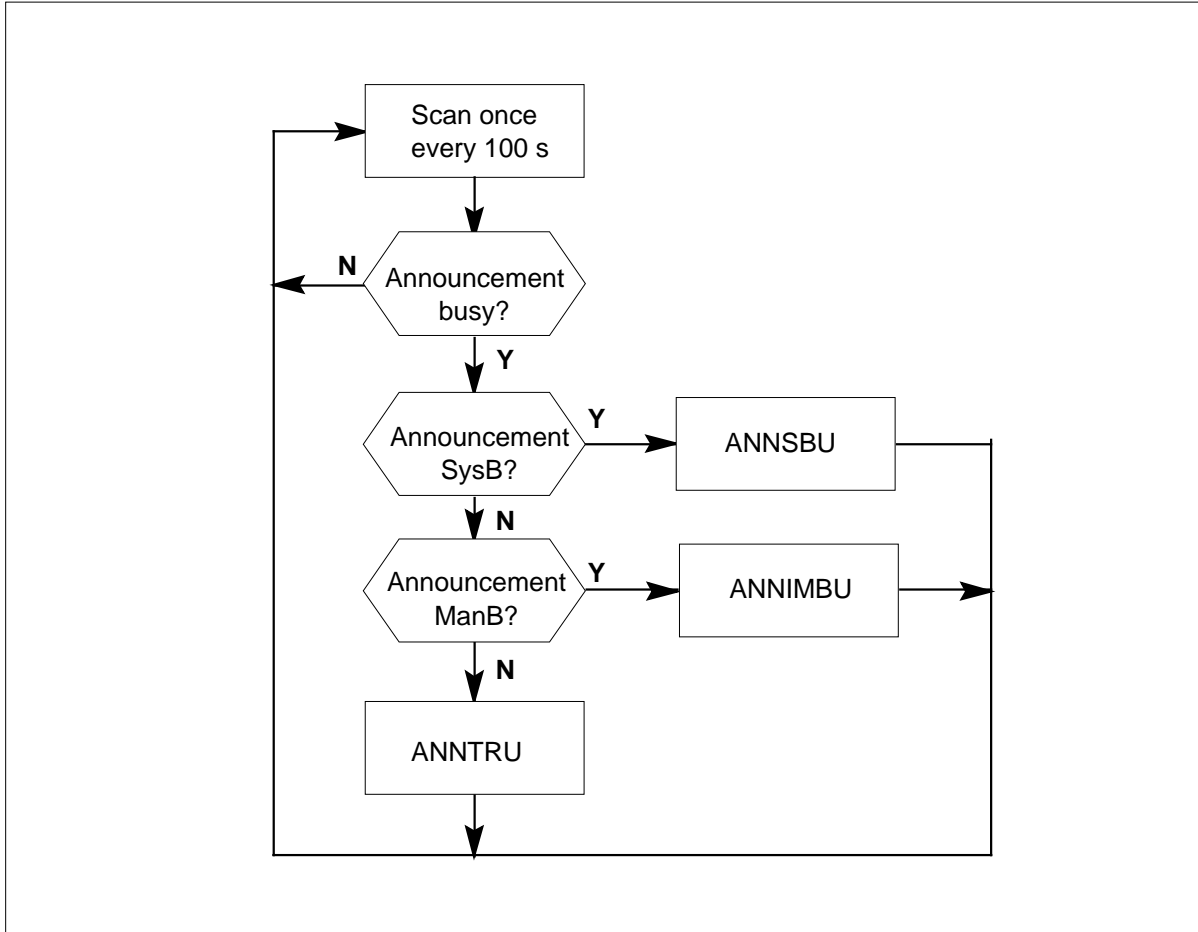 Scan once
every 100 s
N
Announcement
busy?
Y
Announcement
SysB?
Y
ANNSBU
N
Announcement
ManB?
Y
ANNIMBU
N
ANNTRU